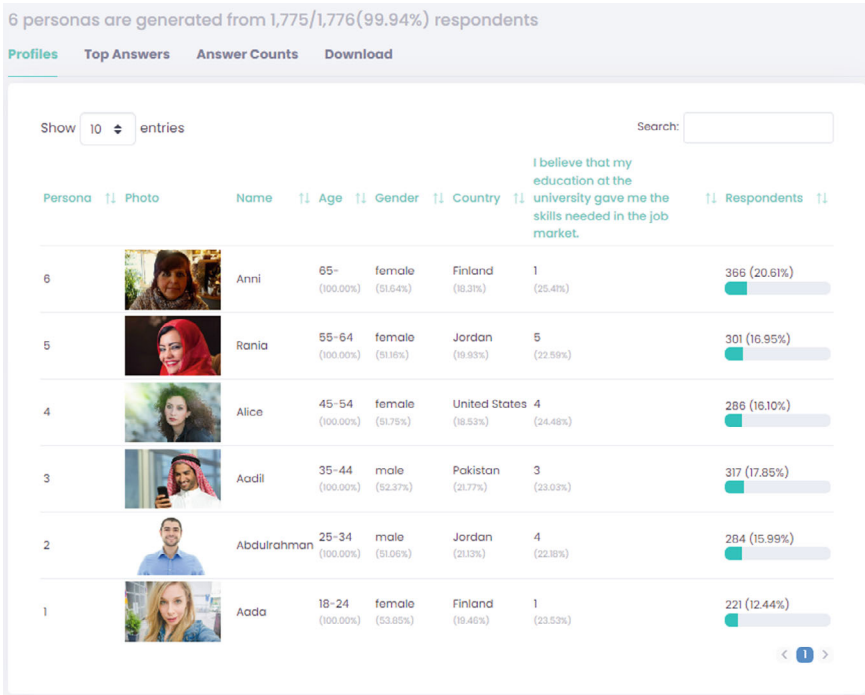 6 personas are generated from 1,775/1,776(99.94%) respondents
Profiles Top Answers Answer Counts Download
Show 10 entries Search:
Persona Photo Name Age Gender Country I believe that my education at the university gave me the skills needed in the job market. Respondents
6 Anni 65- female Finland 1 366 (20.61%)
(100.00%) (51.64%) (18.31%) (25.41%)
5 Rania 55-64 female Jordan 5 301 (16.95%)
(100.00%) (51.16%) (19.93%) (22.59%)
4 Alice 45-54 female United States 4 286 (16.10%)
(100.00%) (51.75%) (18.53%) (24.48%)
3 Aadil 35-44 male Pakistan 3 317 (17.85%)
(100.00%) (52.37%) (21.77%) (23.03%)
2 Abdulrahman 25-34 male Jordan 4 284 (15.99%)
(100.00%) (51.06%) (21.13%) (22.18%)
1 Aada 18-24 female Finland 1 221 (12.44%)
(100.00%) (53.85%) (19.46%) (23.53%)
< 1 >